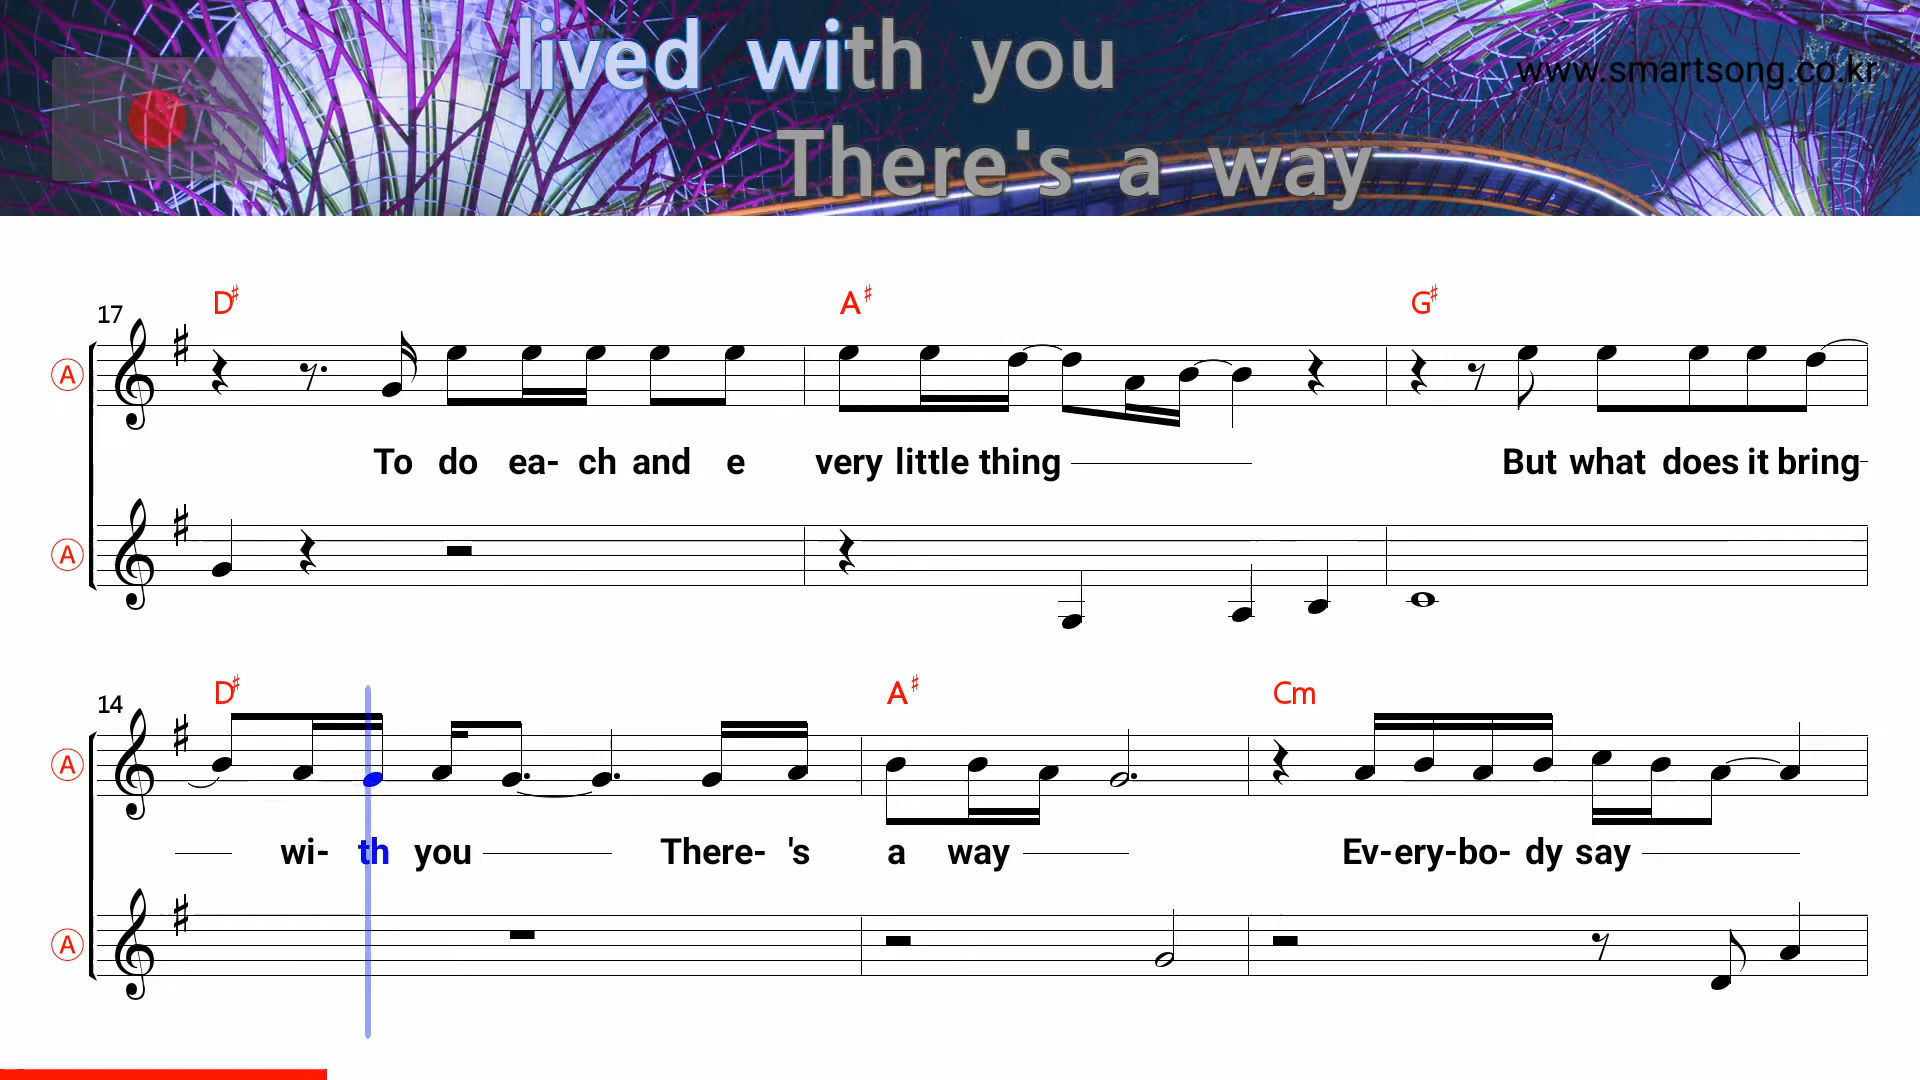 lived with you
www.smartsong.co.kr
There's a way
17
D♯ A♯ G♯
A
To do ea- ch and e very little thing But what does it bring
A
14
D♯ A♯ Cm
A
wi- th you There- 's a way Ev-ery-bo- dy say
A